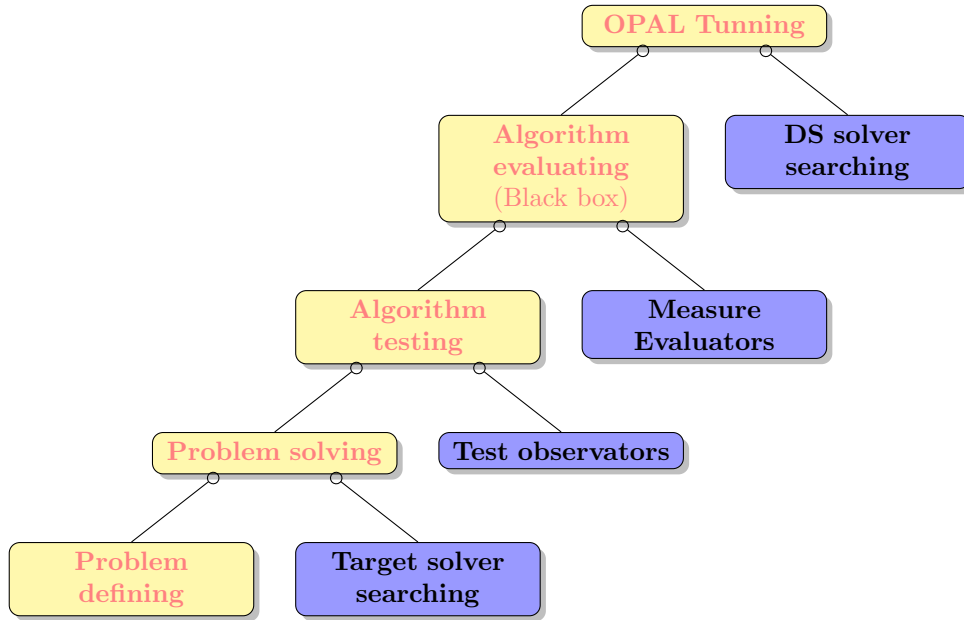 OPAL Tunning
Algorithm
evaluating
(Black box)
DS solver
searching
Algorithm
testing
Measure
Evaluators
Problem solving
Test observators
Problem
defining
Target solver
searching